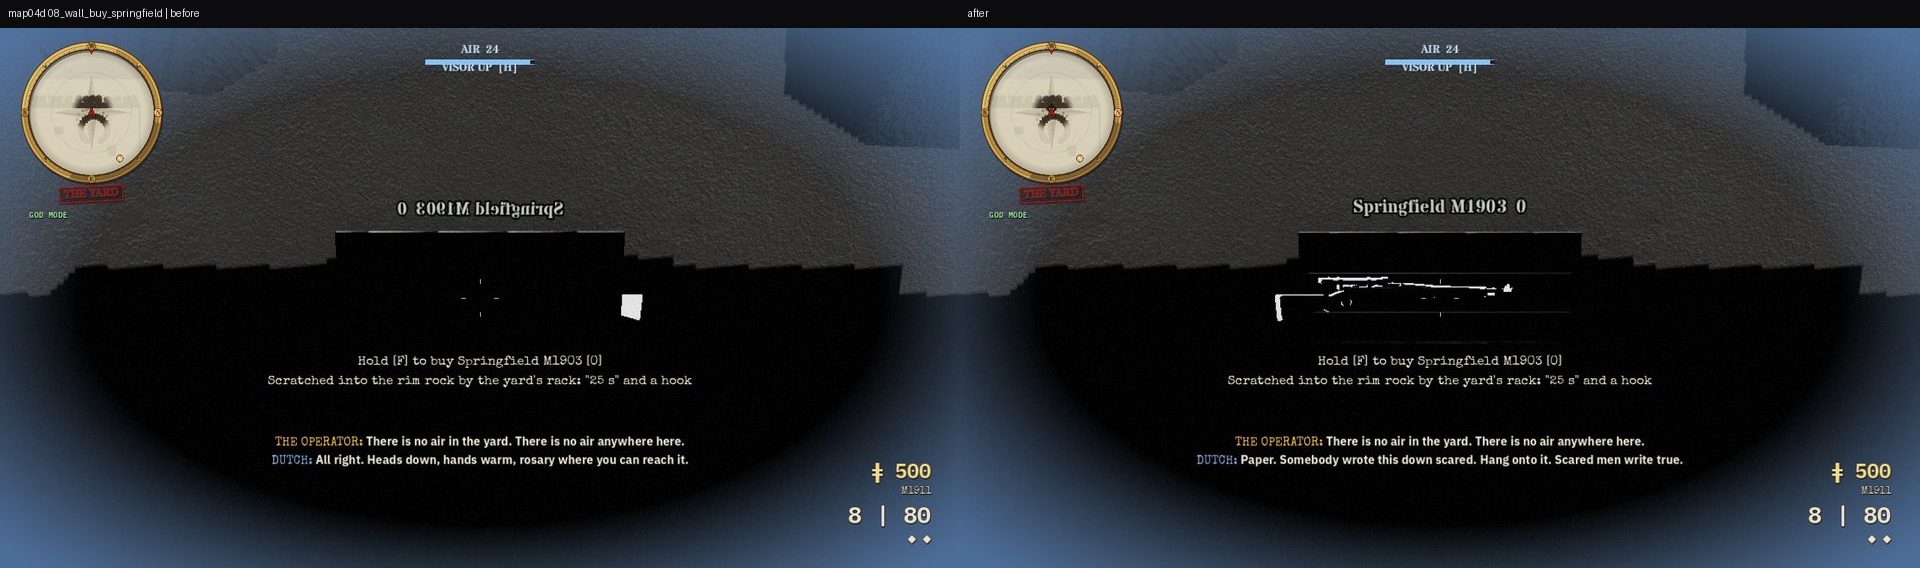 map04d 08_wall_buy_springfield | before
after
AIR 24
VISOR UP [H]
THE YARD
GOD MODE
Springfield M1903 0
Hold [F] to buy Springfield M1903 [0]
Scratched into the rim rock by the yard's rack: "25 s" and a hook
THE OPERATOR: There is no air in the yard. There is no air anywhere here.
DUTCH: All right. Heads down, hands warm, rosary where you can reach it.
500
M1911
8 | 80
AIR 24
VISOR UP [H]
THE YARD
GOD MODE
Springfield M1903 0
Hold [F] to buy Springfield M1903 [0]
Scratched into the rim rock by the yard's rack: "25 s" and a hook
THE OPERATOR: There is no air in the yard. There is no air anywhere here.
DUTCH: Paper. Somebody wrote this down scared. Hang onto it. Scared men write true.
500
M1911
8 | 80